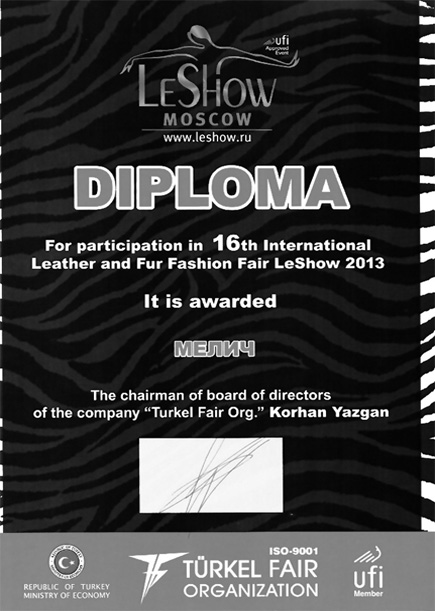 ufi
Approved
Event
LESHOW
MOSCOW
www.leshow.ru
DIPLOMA
For participation in 16th International
Leather and Fur Fashion Fair LeShow 2013
It is awarded
МЕЛИЧ
The chairman of board of directors
of the company “Turkel Fair Org.” Korhan Yazgan
REPUBLIC OF TURKEY
MINISTRY OF ECONOMY
ISO-9001
TÜRKEL FAIR
ORGANIZATION
ufi
Member